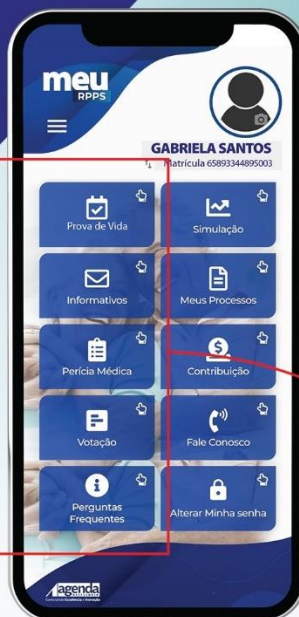 meu
RPPS
GABRIELA SANTOS
Matrícula 65893344895003
Prova de Vida
Simulação
Informativos
Meus Processos
Perícia Médica
Contribuição
Votação
Fale Conosco
Perguntas
Frequentes
Alterar Minha senha
agenda